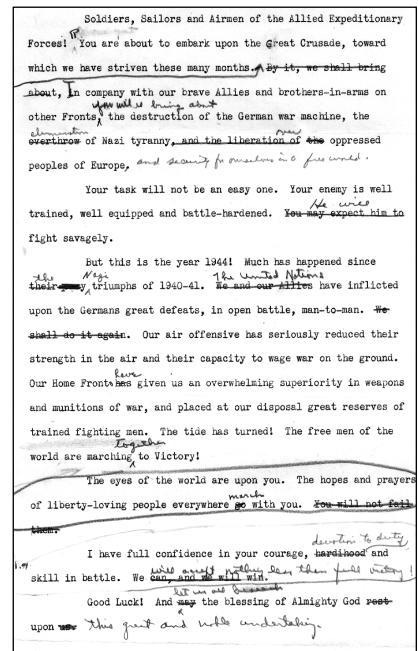 Soldiers, Sailors and Airmen of the Allied Expeditionary
Forces! You are about to embark upon the Great Crusade, toward
which we have striven these many months. By it, we shall bring
about, In company with our brave Allies and brothers-in-arms on
you will bring about
other Fronts, the destruction of the German war machine, the
elimination over
overthrow of Nazi tyranny, and the liberation of the oppressed
peoples of Europe, and security for ourselves in a free world.
Your task will not be an easy one. Your enemy is well
He will
trained, well equipped and battle-hardened. You may expect him to
fight savagely.
But this is the year 1944! Much has happened since
the Nazi The United Nations
their triumphs of 1940-41. We and our Allies have inflicted
upon the Germans great defeats, in open battle, man-to-man. We
shall do it again. Our air offensive has seriously reduced their
strength in the air and their capacity to wage war on the ground.
have
Our Home Fronts has given us an overwhelming superiority in weapons
and munitions of war, and placed at our disposal great reserves of
trained fighting men. The tide has turned! The free men of the
together
world are marching to Victory!
The eyes of the world are upon you. The hopes and prayers
march
of liberty-loving people everywhere go with you. You will not fail
them.
devotion to duty
I have full confidence in your courage, hardihood and
will accept nothing less than full victory!
skill in battle. We can, and we will win.
let us all beseech
Good Luck! And may the blessing of Almighty God rest
upon us. this great and noble undertaking.